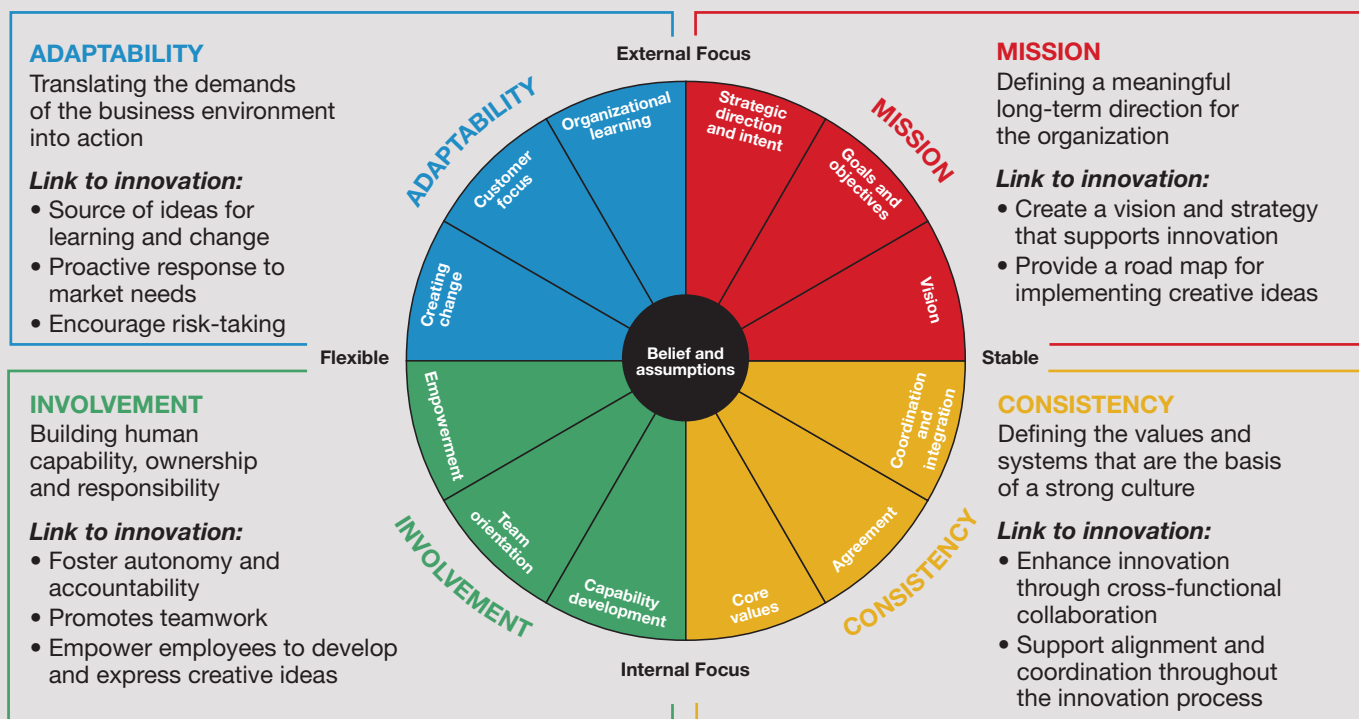 ADAPTABILITY
Translating the demands
of the business environment
into action
Link to innovation:
• Source of ideas for
learning and change
• Proactive response to
market needs
• Encourage risk-taking
External Focus
MISSION
Defining a meaningful
long-term direction for
the organization
Link to innovation:
• Create a vision and strategy
that supports innovation
• Provide a road map for
implementing creative ideas
ADAPTABILITY
Organizational
learning
Customer
focus
Creating
change
MISSION
Strategic
direction
and intent
Goals and
objectives
Vision
Flexible
Belief and
assumptions
Stable
INVOLVEMENT
Building human
capability, ownership
and responsibility
Link to innovation:
• Foster autonomy and
accountability
• Promotes teamwork
• Empower employees to develop
and express creative ideas
Empowerment
Team
orientation
Capability
development
INVOLVEMENT
Coordination
and
integration
Agreement
Core
values
CONSISTENCY
Internal Focus
CONSISTENCY
Defining the values and
systems that are the basis
of a strong culture
Link to innovation:
• Enhance innovation
through cross-functional
collaboration
• Support alignment and
coordination throughout
the innovation process